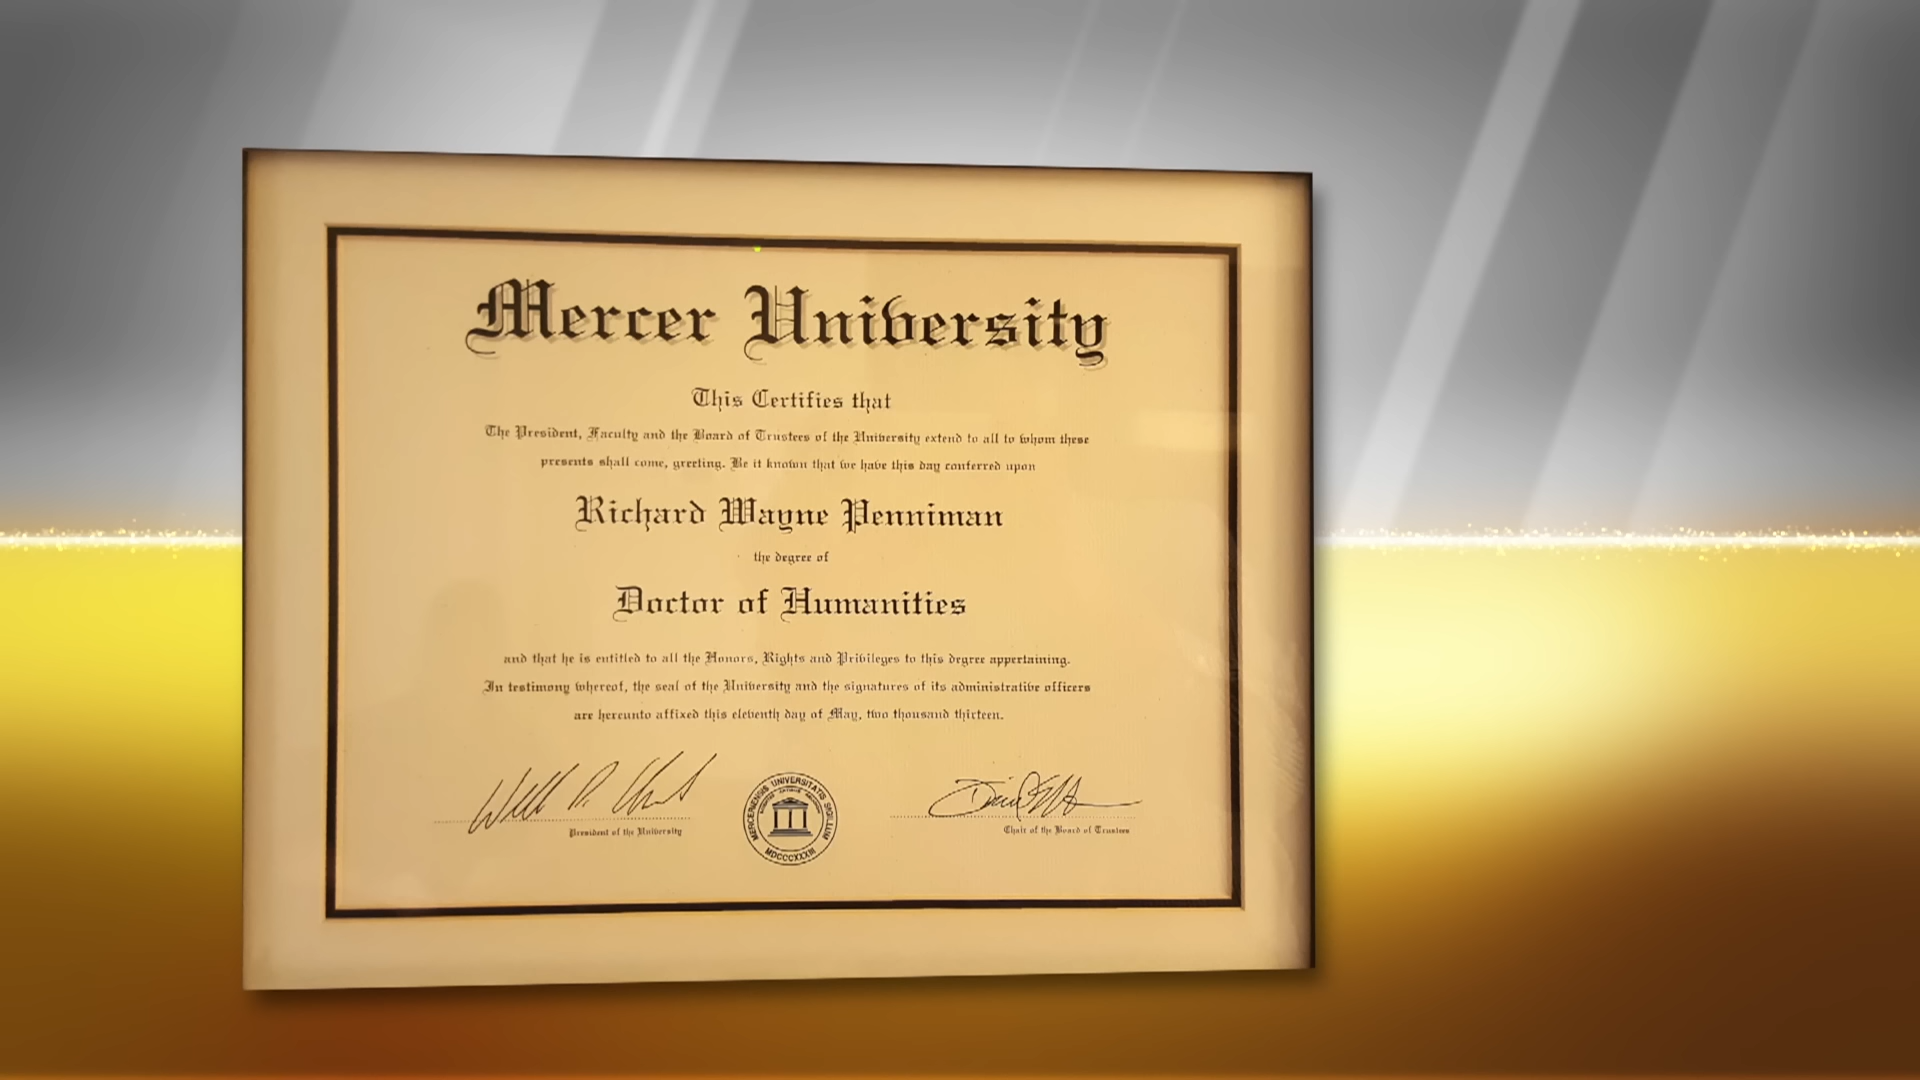 Mercer University
This Certifies that
The President, Faculty and the Board of Trustees of the University extend to all to whom these
presents shall come, greeting. Be it known that we have this day conferred upon
Richard Wayne Penniman
the degree of
Doctor of Humanities
and that he is entitled to all the Honors, Rights and Privileges to this degree appertaining.
In testimony whereof, the seal of the University and the signatures of its administrative officers
are hereunto affixed this eleventh day of May, two thousand thirteen.
President of the University
MERCERIENSIS UNIVERSITATIS SIGILLUM
MDCCCXXXIII
Chair of the Board of Trustees